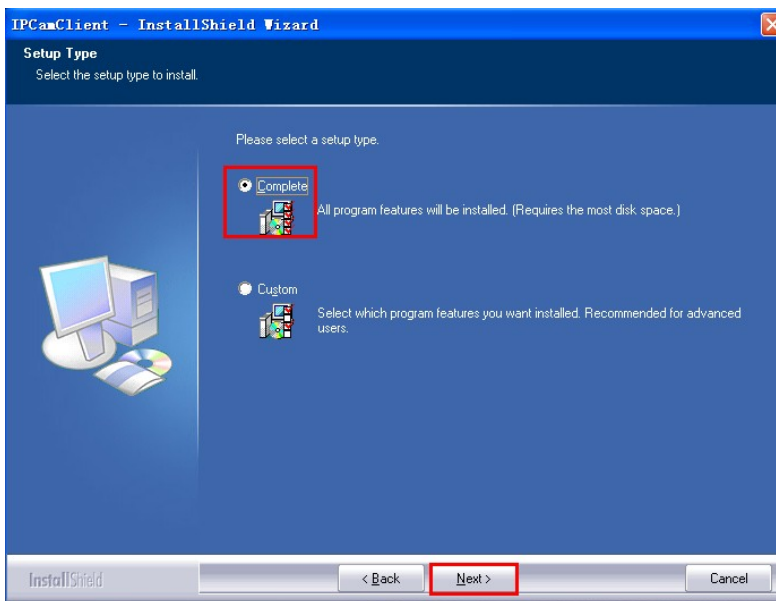 IPCamClient - InstallShield Wizard
Setup Type
Select the setup type to install.
Please select a setup type.
Complete
All program features will be installed. (Requires the most disk space.)
Custom
Select which program features you want installed. Recommended for advanced
users.
InstallShield
< Back
Next >
Cancel